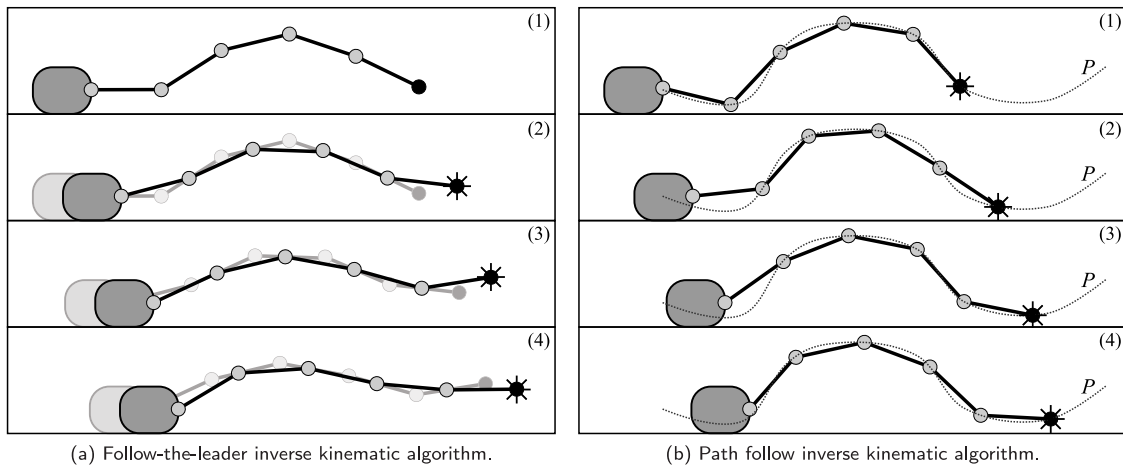 (1)
(2)
(3)
(4)
(a) Follow-the-leader inverse kinematic algorithm.
(1)
P
(2)
P
(3)
P
(4)
P
(b) Path follow inverse kinematic algorithm.